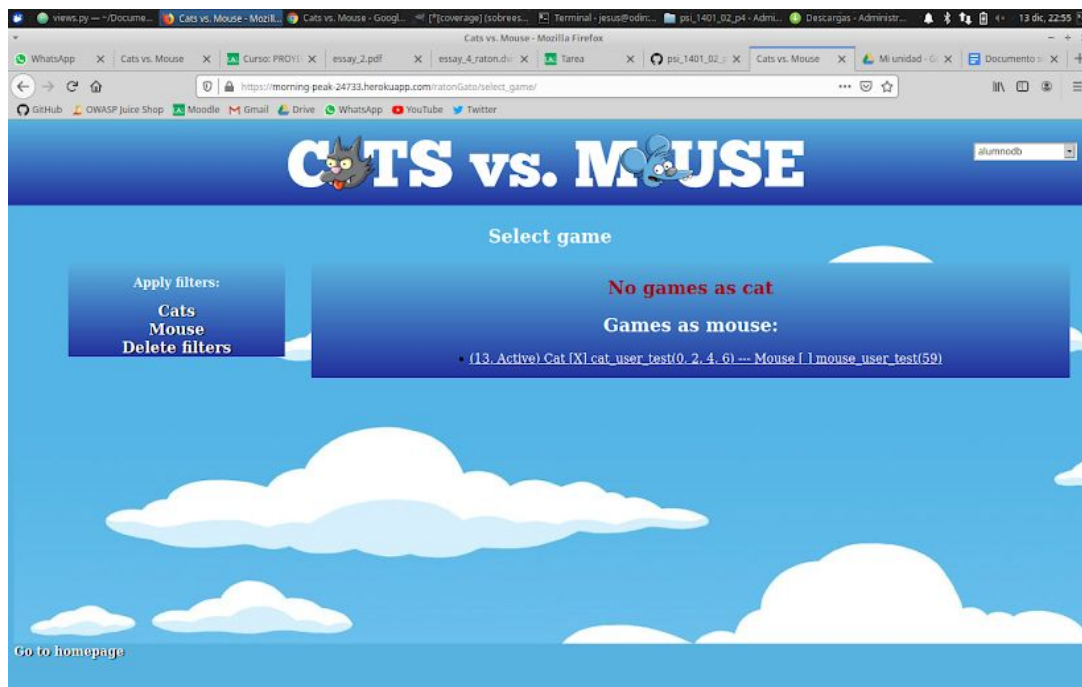 views.py — ~/Docume... Cats vs. Mouse - Mozill... Cats vs. Mouse - Googl... [*[coverage] (sobrees... Terminal - jesus@odin:... psi_1401_02_p4 - Admi... Descargas - Administr... 13 dic, 22:55
Cats vs. Mouse - Mozilla Firefox
WhatsApp Cats vs. Mouse Curso: PROYE essay_2.pdf essay_4_raton.di Tarea psi_1401_02_ Cats vs. Mouse Mi unidad - G Documento s
https://morning-peak-24733.herokuapp.com/ratonGato/select_game/
GitHub OWASP Juice Shop Moodle Gmail Drive WhatsApp YouTube Twitter
CATS vs. MOUSE
alumnodb
Select game
Apply filters:
Cats
Mouse
Delete filters
No games as cat
Games as mouse:
• (13, Active) Cat [X] cat_user_test(0, 2, 4, 6) --- Mouse [ ] mouse_user_test(59)
Go to homepage